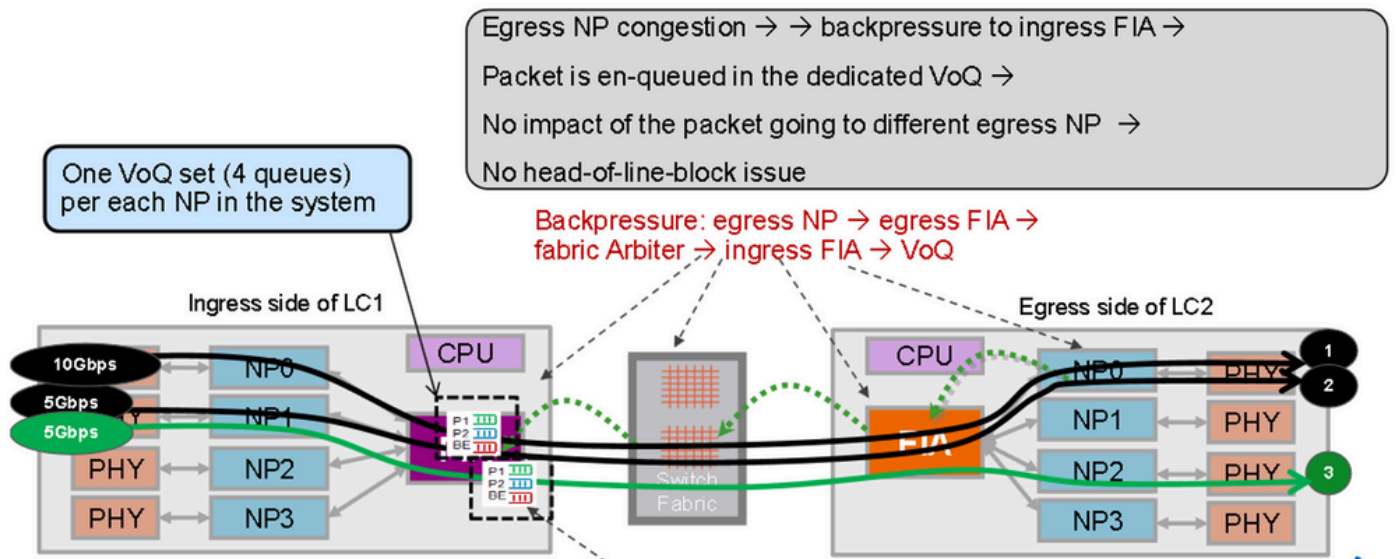 Egress NP congestion → → backpressure to ingress FIA →
Packet is en-queued in the dedicated VoQ →
No impact of the packet going to different egress NP →
No head-of-line-block issue
One VoQ set (4 queues)
per each NP in the system
Backpressure: egress NP → egress FIA →
fabric Arbiter → ingress FIA → VoQ
Ingress side of LC1
Egress side of LC2
10Gbps
NP0
CPU
5Gbps
PHY
NP1
5Gbps
PHY
NP2
PHY
NP3
P1
P2
BE
P1
P2
BE
Switch
Fabric
CPU
FIA
NP0
PHY
1
2
NP1
PHY
NP2
PHY
3
NP3
PHY